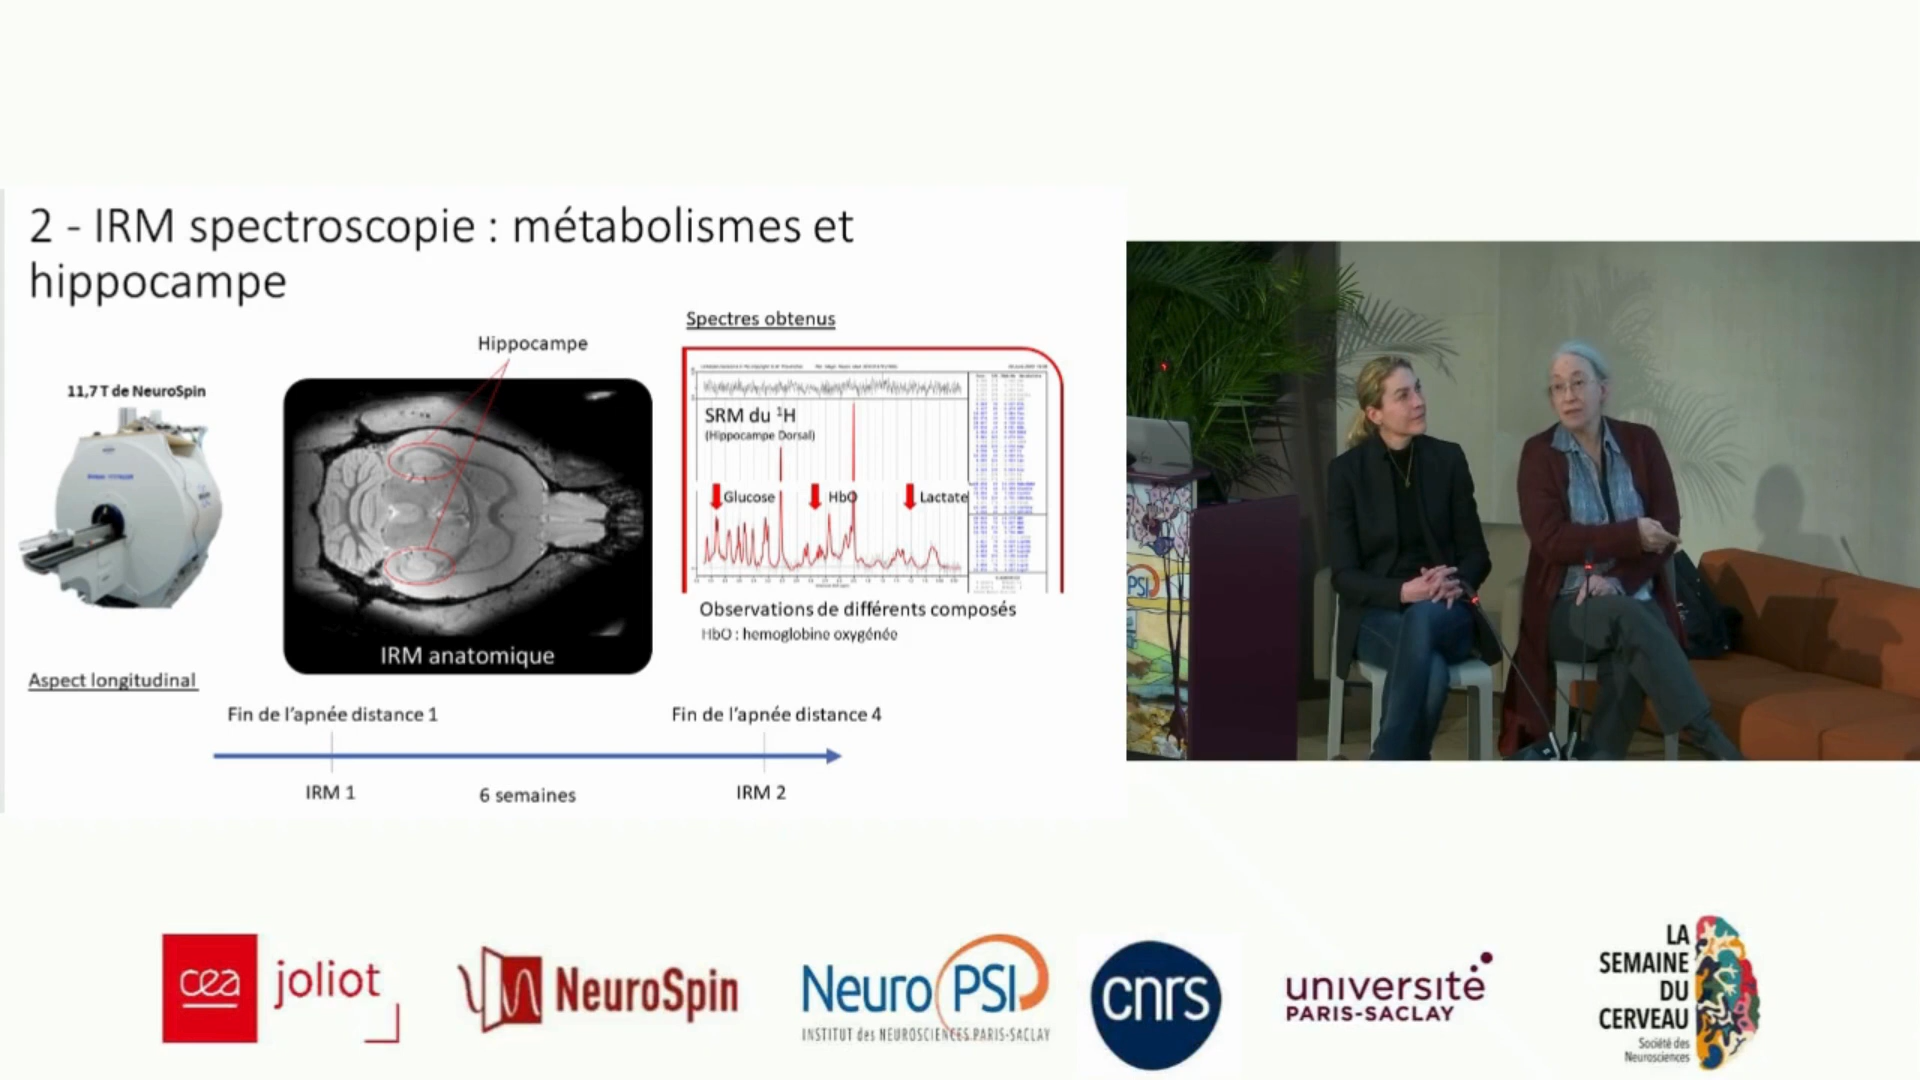 2 - IRM spectroscopie : métabolismes et
hippocampe
Spectres obtenus
Hippocampe
11,7 T de NeuroSpin
SRM du ¹H
(Hippocampe Dorsal)
Glucose
HbO
Lactate
Observations de différents composés
HbO : hemoglobine oxygénée
IRM anatomique
Aspect longitudinal
Fin de l'apnée distance 1
Fin de l'apnée distance 4
IRM 1
6 semaines
IRM 2
PSI
cea
joliot
NeuroSpin
NeuroPSI
INSTITUT des NEUROSCIENCES PARIS-SACLAY
cnrs
université
PARIS-SACLAY
LA
SEMAINE
DU
CERVEAU
Société des
Neurosciences